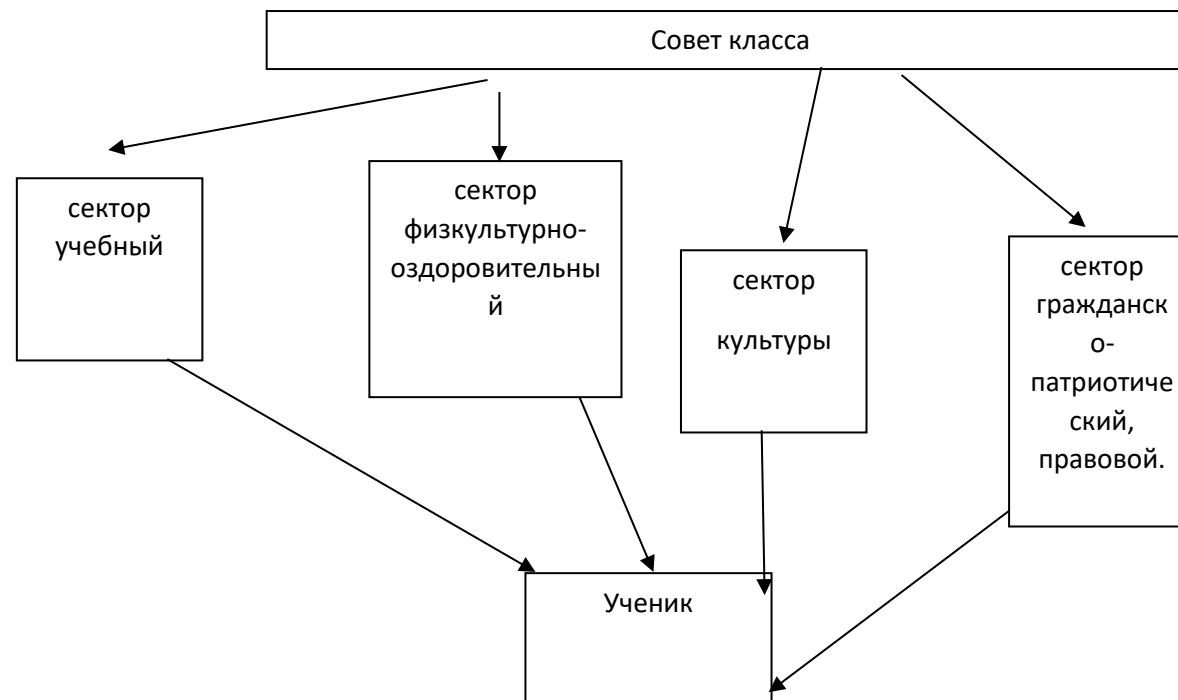 Совет класса
сектор
учебный
сектор
физкультурно-
оздоровительны
й
сектор
культуры
сектор
гражданск
о-
патриотиче
ский,
правовой.
Ученик